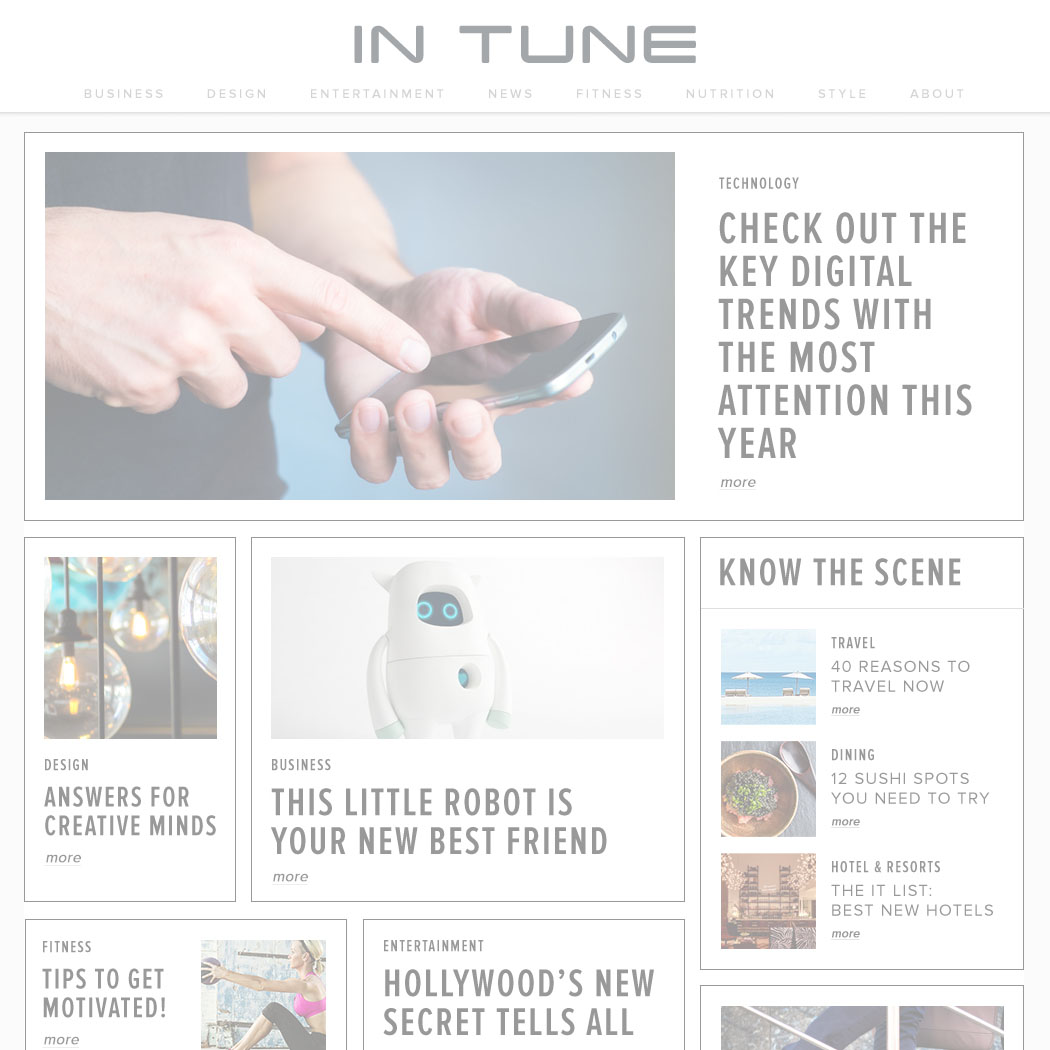 IN TUNE
BUSINESS DESIGN ENTERTAINMENT NEWS FITNESS NUTRITION STYLE ABOUT
TECHNOLOGY
CHECK OUT THE
KEY DIGITAL
TRENDS WITH
THE MOST
ATTENTION THIS
YEAR
more
DESIGN
ANSWERS FOR
CREATIVE MINDS
more
BUSINESS
THIS LITTLE ROBOT IS
YOUR NEW BEST FRIEND
more
KNOW THE SCENE
TRAVEL
40 REASONS TO
TRAVEL NOW
more
DINING
12 SUSHI SPOTS
YOU NEED TO TRY
more
HOTEL & RESORTS
THE IT LIST:
BEST NEW HOTELS
more
FITNESS
TIPS TO GET
MOTIVATED!
more
ENTERTAINMENT
HOLLYWOOD’S NEW
SECRET TELLS ALL